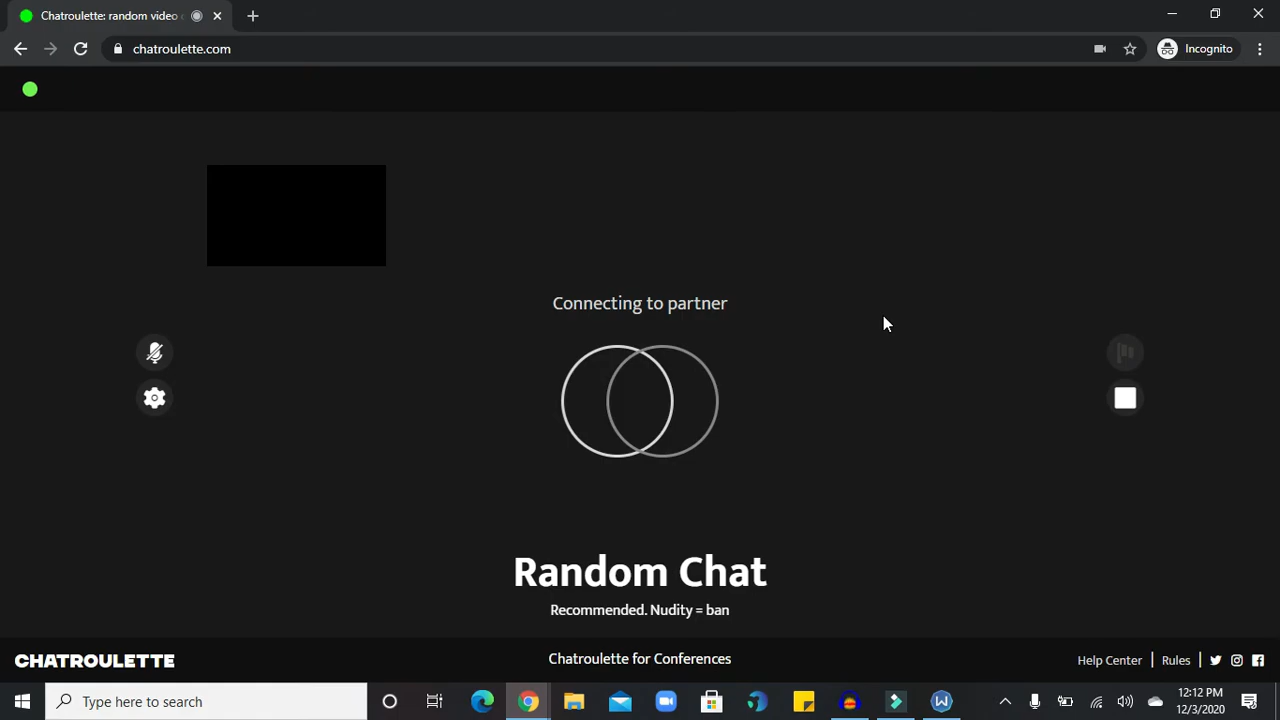 Chatroulette: random video c
chatroulette.com
Incognito
Connecting to partner
Random Chat
Recommended. Nudity = ban
CHATROULETTE
Chatroulette for Conferences
Help Center
Rules
Type here to search
12:12 PM
12/3/2020